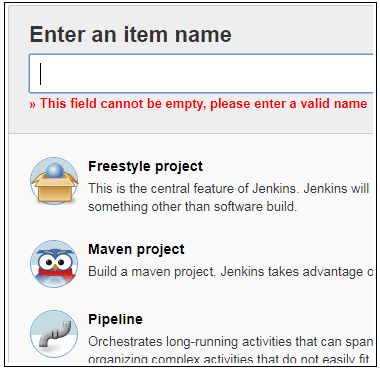 Enter an item name
» This field cannot be empty, please enter a valid name
Freestyle project
This is the central feature of Jenkins. Jenkins will
something other than software build.
Maven project
Build a maven project. Jenkins takes advantage o
Pipeline
Orchestrates long-running activities that can span
organizing complex activities that do not easily fit